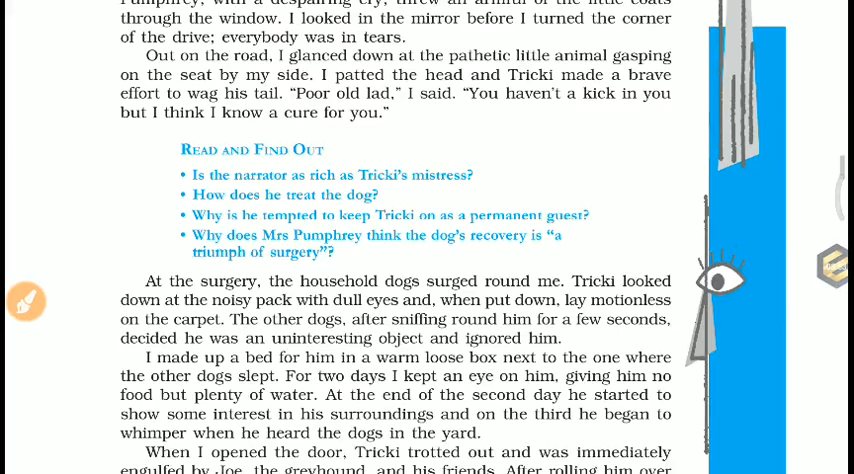 Pumphrey, with a despairing cry, threw an armful of the little coats
through the window. I looked in the mirror before I turned the corner
of the drive; everybody was in tears.
Out on the road, I glanced down at the pathetic little animal gasping
on the seat by my side. I patted the head and Tricki made a brave
effort to wag his tail. “Poor old lad,” I said. “You haven’t a kick in you
but I think I know a cure for you.”
READ AND FIND OUT
• Is the narrator as rich as Tricki’s mistress?
• How does he treat the dog?
• Why is he tempted to keep Tricki on as a permanent guest?
• Why does Mrs Pumphrey think the dog’s recovery is “a
triumph of surgery”?
At the surgery, the household dogs surged round me. Tricki looked
down at the noisy pack with dull eyes and, when put down, lay motionless
on the carpet. The other dogs, after sniffing round him for a few seconds,
decided he was an uninteresting object and ignored him.
I made up a bed for him in a warm loose box next to the one where
the other dogs slept. For two days I kept an eye on him, giving him no
food but plenty of water. At the end of the second day he started to
show some interest in his surroundings and on the third he began to
whimper when he heard the dogs in the yard.
When I opened the door, Tricki trotted out and was immediately
engulfed by Joe, the greyhound, and his friends. After rolling him over